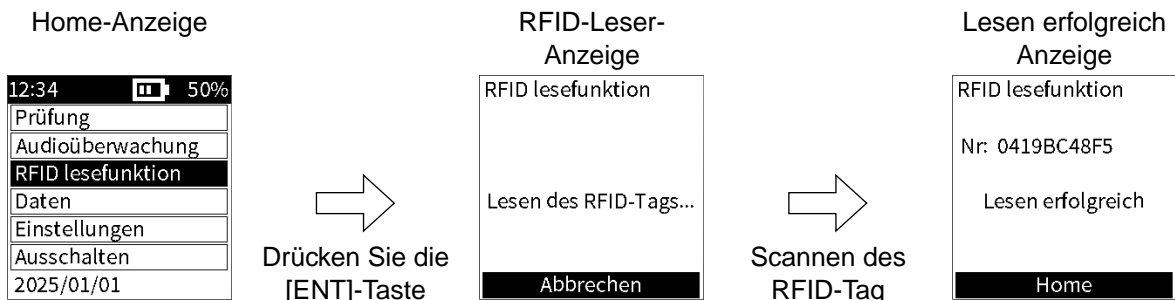 Home-Anzeige
12:34 50%
Prüfung
Audioüberwachung
RFID lesefunktion
Daten
Einstellungen
Ausschalten
2025/01/01
Drücken Sie die
[ENT]-Taste
RFID-Leser-
Anzeige
RFID lesefunktion
Lesen des RFID-Tags...
Abbrechen
Scannen des
RFID-Tag
Lesen erfolgreich
Anzeige
RFID lesefunktion
Nr: 0419BC48F5
Lesen erfolgreich
Home